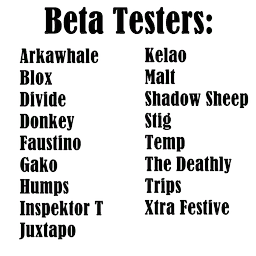 Beta Testers:
Arkawhale
Blox
Divide
Donkey
Faustino
Gako
Humps
Inspektor T
Juxtapo
Kelao
Malt
Shadow Sheep
Stig
Temp
The Deathly
Trips
Xtra Festive